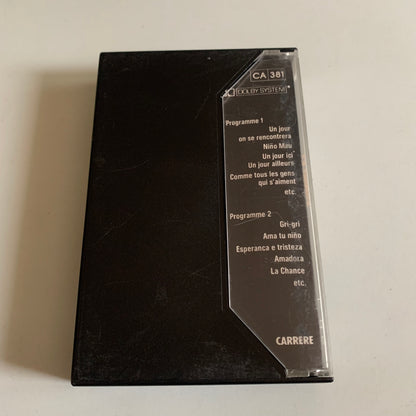 CA 381
DOLBY SYSTEM
Programme 1
Un jour
on se rencontrera
Niño Mau
Un jour ici
Un jour ailleurs
Comme tous les gens
qui s'aiment
etc.
Programme 2
Gri-gri
Ama tu niño
Esperanca e tristeza
Amadora
La Chance
etc.
CARRERE